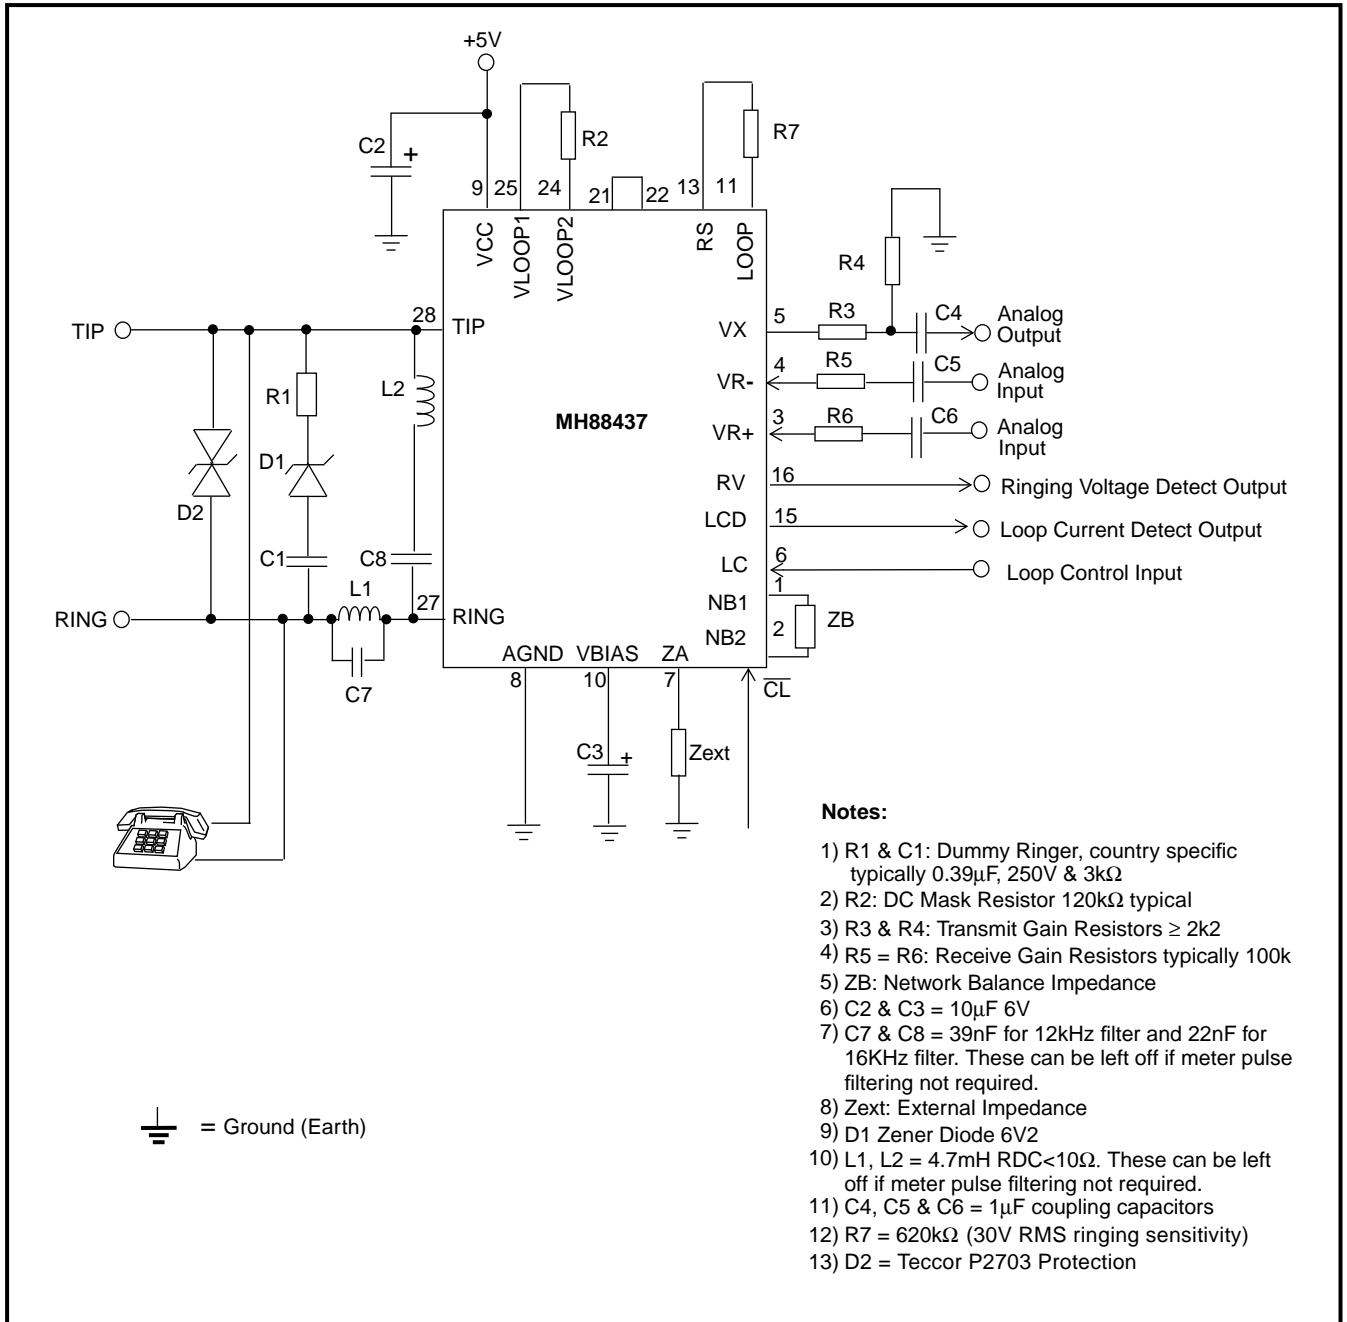 +5V
C2
+
R2
R7
9
25
24
21
22
13
11
VCC
VLOOP1
VLOOP2
RS
LOOP
R4
TIP
28
TIP
VX
5
R3
C4
Analog
Output
R1
L2
VR-
4
R5
C5
Analog
Input
MH88437
VR+
3
R6
C6
Analog
Input
D1
D2
RV
16
Ringing Voltage Detect Output
LCD
15
Loop Current Detect Output
C1
C8
LC
6
Loop Control Input
L1
27
RING
RING
NB1
1
NB2
2
ZB
C7
AGND
VBIAS
ZA
8
10
7
CL
C3
+
Zext
Notes:
1) R1 & C1: Dummy Ringer, country specific
typically 0.39μF, 250V & 3kΩ
2) R2: DC Mask Resistor 120kΩ typical
3) R3 & R4: Transmit Gain Resistors ≥ 2k2
4) R5 = R6: Receive Gain Resistors typically 100k
5) ZB: Network Balance Impedance
6) C2 & C3 = 10μF 6V
7) C7 & C8 = 39nF for 12kHz filter and 22nF for
16KHz filter. These can be left off if meter pulse
filtering not required.
8) Zext: External Impedance
9) D1 Zener Diode 6V2
10) L1, L2 = 4.7mH RDC<10Ω. These can be left
off if meter pulse filtering not required.
11) C4, C5 & C6 = 1μF coupling capacitors
12) R7 = 620kΩ (30V RMS ringing sensitivity)
13) D2 = Teccor P2703 Protection
= Ground (Earth)